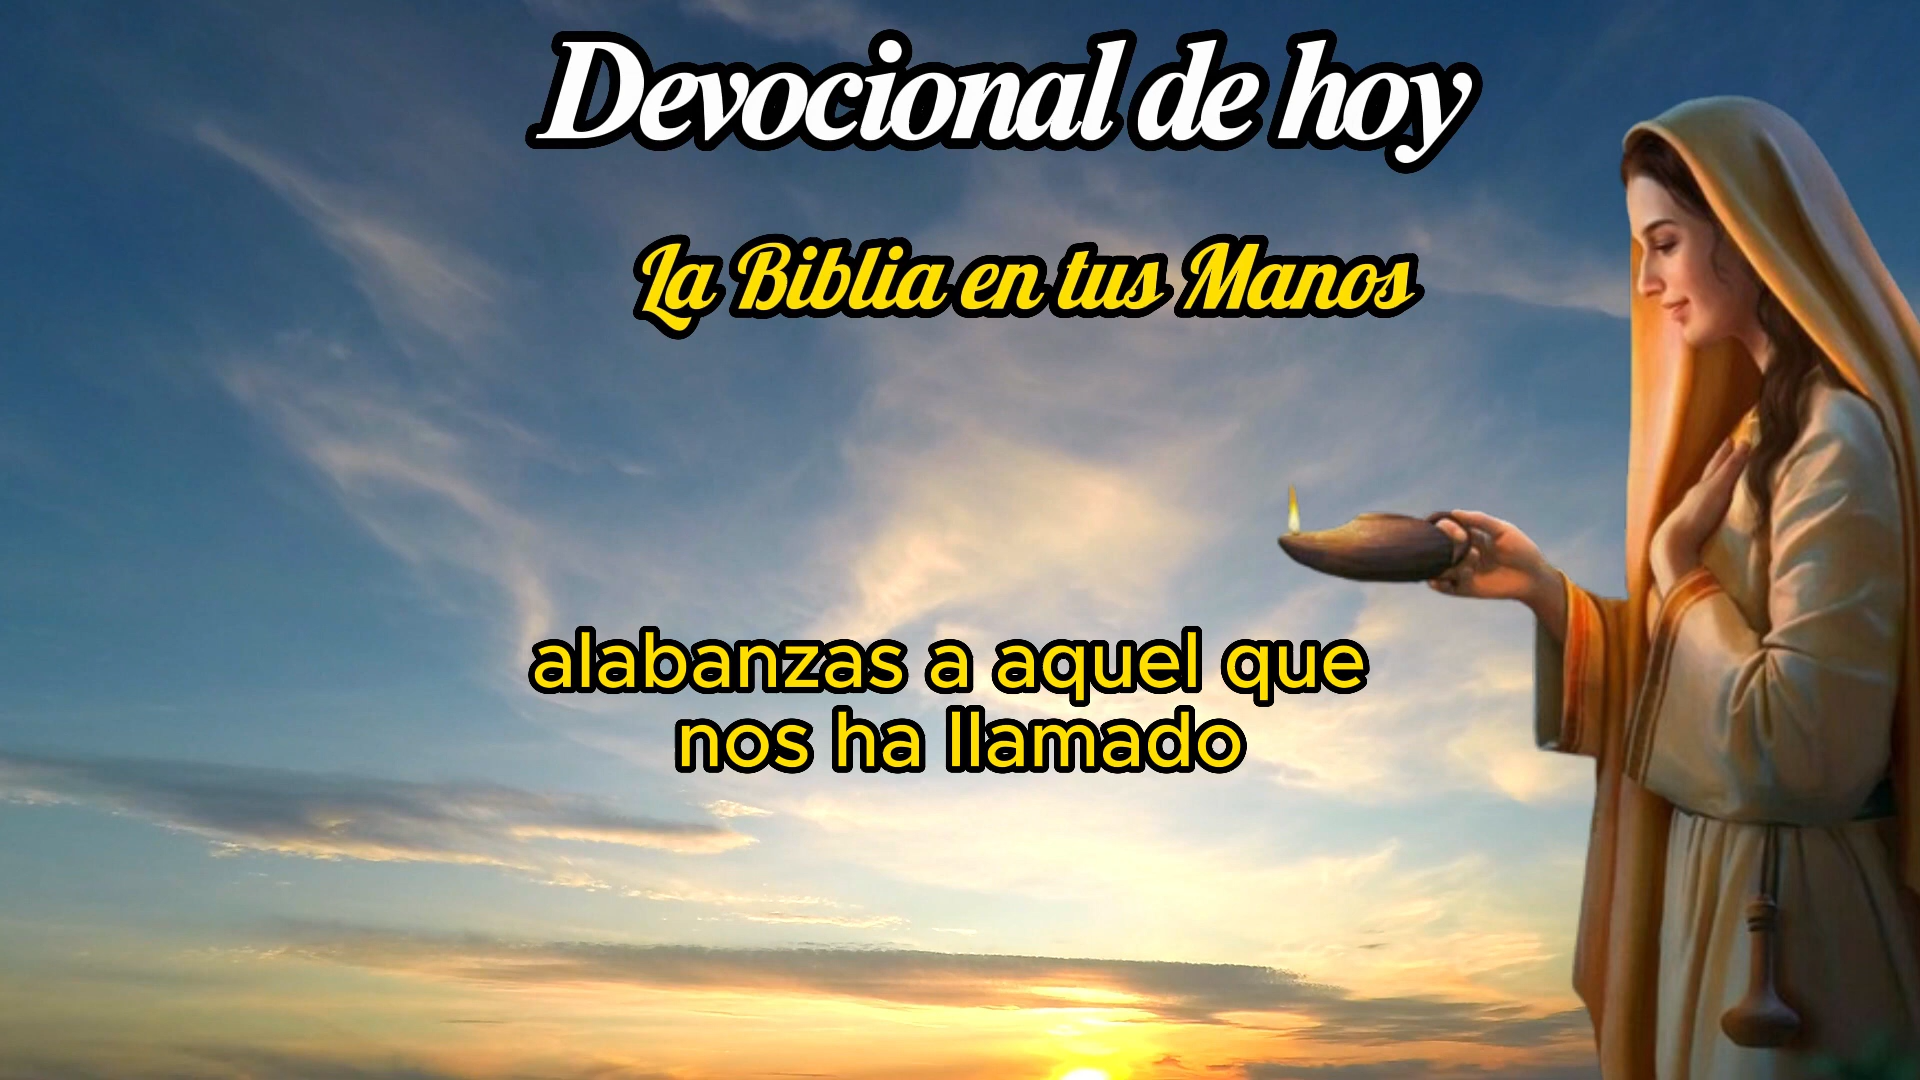 Devocional de hoy
La Biblia en tus Manos
alabanzas a aquel que
nos ha llamado